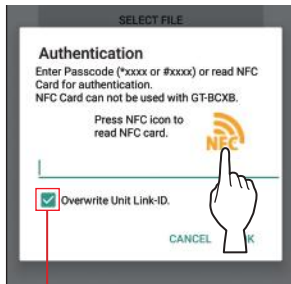 SELECT FILE
Authentication
Enter Passcode (*xxxx or #xxxx) or read NFC
Card for authentication.
NFC Card can not be used with GT-BCXB.
Press NFC icon to
read NFC card.
NFC
Overwrite Unit Link-ID.
CANCEL K